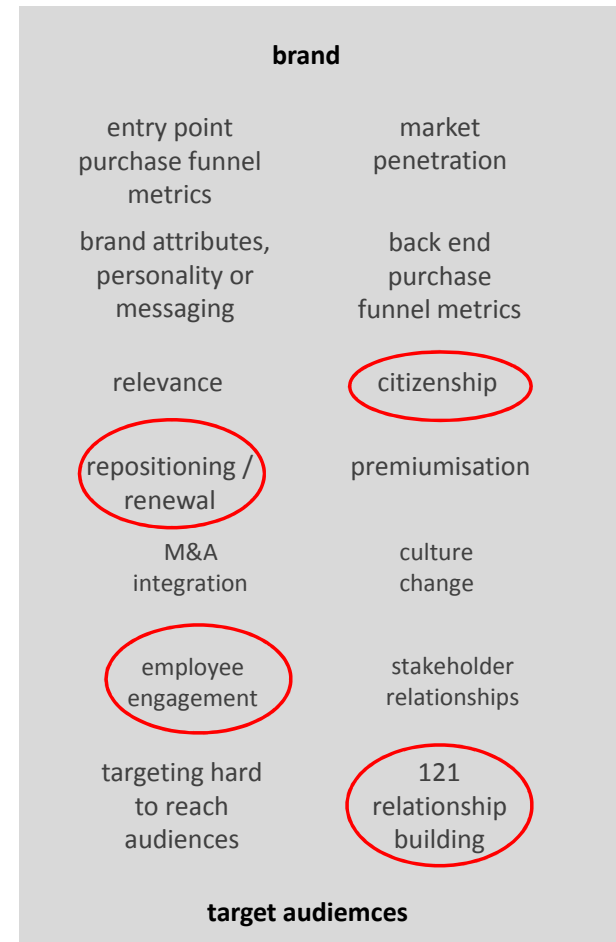 brand
entry point
purchase funnel
metrics
market
penetration
brand attributes,
personality or
messaging
back end
purchase
funnel metrics
relevance
citizenship
repositioning /
renewal
premiumisation
M&A
integration
culture
change
employee
engagement
stakeholder
relationships
targeting hard
to reach
audiences
121
relationship
building
target audiemces